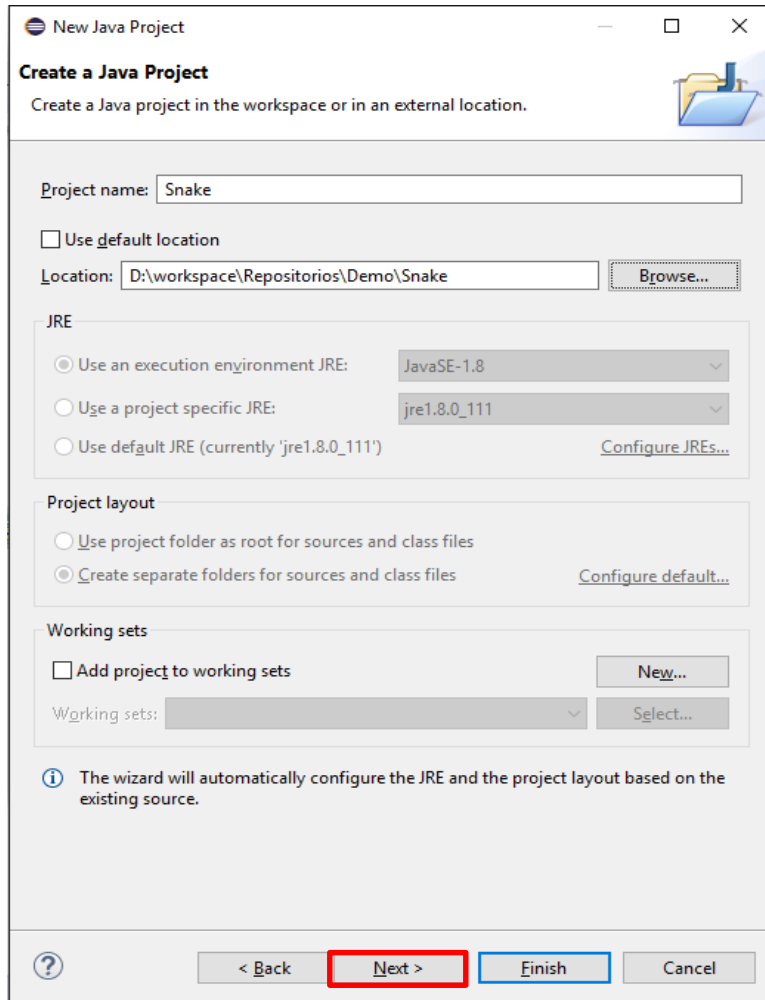 New Java Project
Create a Java Project
Create a Java project in the workspace or in an external location.
Project name: Snake
Use default location
Location: D:\workspace\Repositorios\Demo\Snake Browse...
JRE
Use an execution environment JRE: JavaSE-1.8
Use a project specific JRE: jre1.8.0_111
Use default JRE (currently 'jre1.8.0_111') Configure JREs...
Project layout
Use project folder as root for sources and class files
Create separate folders for sources and class files Configure default...
Working sets
Add project to working sets New...
Working sets: Select...
The wizard will automatically configure the JRE and the project layout based on the
existing source.
< Back Next > Finish Cancel